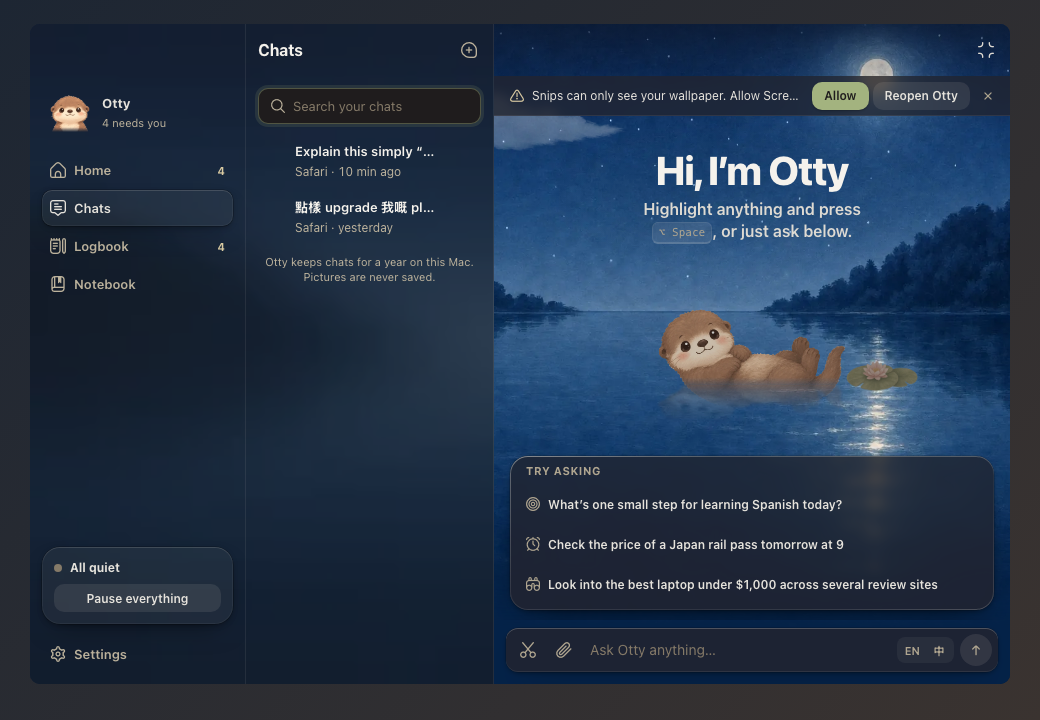 Otty
4 needs you
Home 4
Chats
Logbook 4
Notebook
All quiet
Pause everything
Settings
Chats
Search your chats
Explain this simply “...
Safari · 10 min ago
點樣 upgrade 我嘅 pl...
Safari · yesterday
Otty keeps chats for a year on this Mac.
Pictures are never saved.
Snips can only see your wallpaper. Allow Scre... Allow Reopen Otty
Hi, I’m Otty
Highlight anything and press
⌥ Space, or just ask below.
TRY ASKING
What’s one small step for learning Spanish today?
Check the price of a Japan rail pass tomorrow at 9
Look into the best laptop under $1,000 across several review sites
Ask Otty anything... EN 中